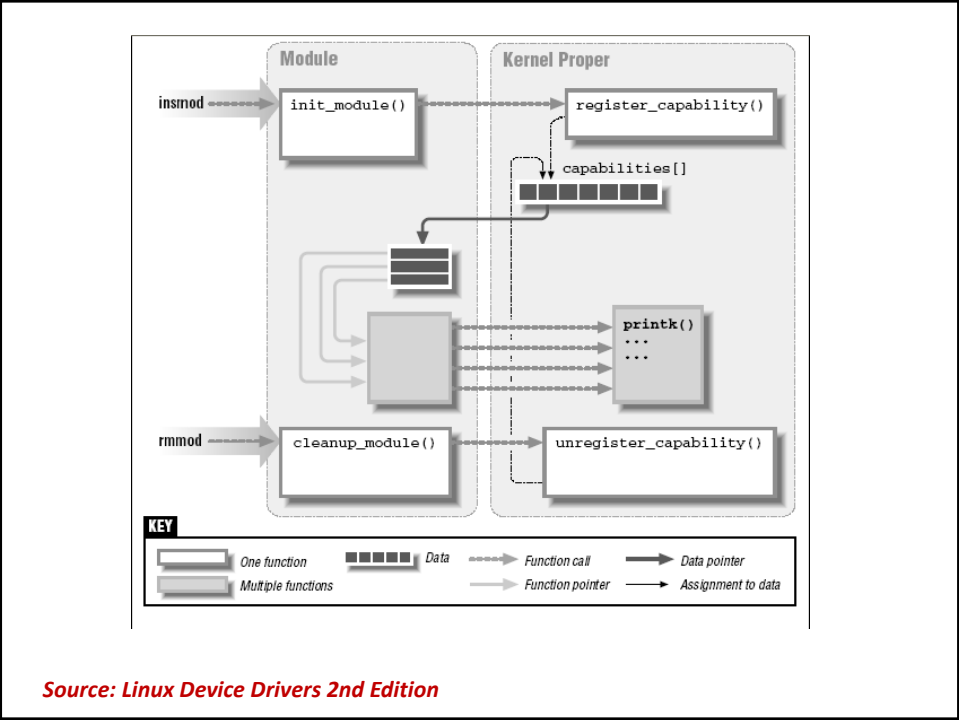 Module
Kernel Proper
insmod
init_module()
register_capability()
capabilities[]
printk()
...
...
rmmod
cleanup_module()
unregister_capability()
KEY
One function
Data
Function call
Data pointer
Multiple functions
Function pointer
Assignment to data
Source: Linux Device Drivers 2nd Edition